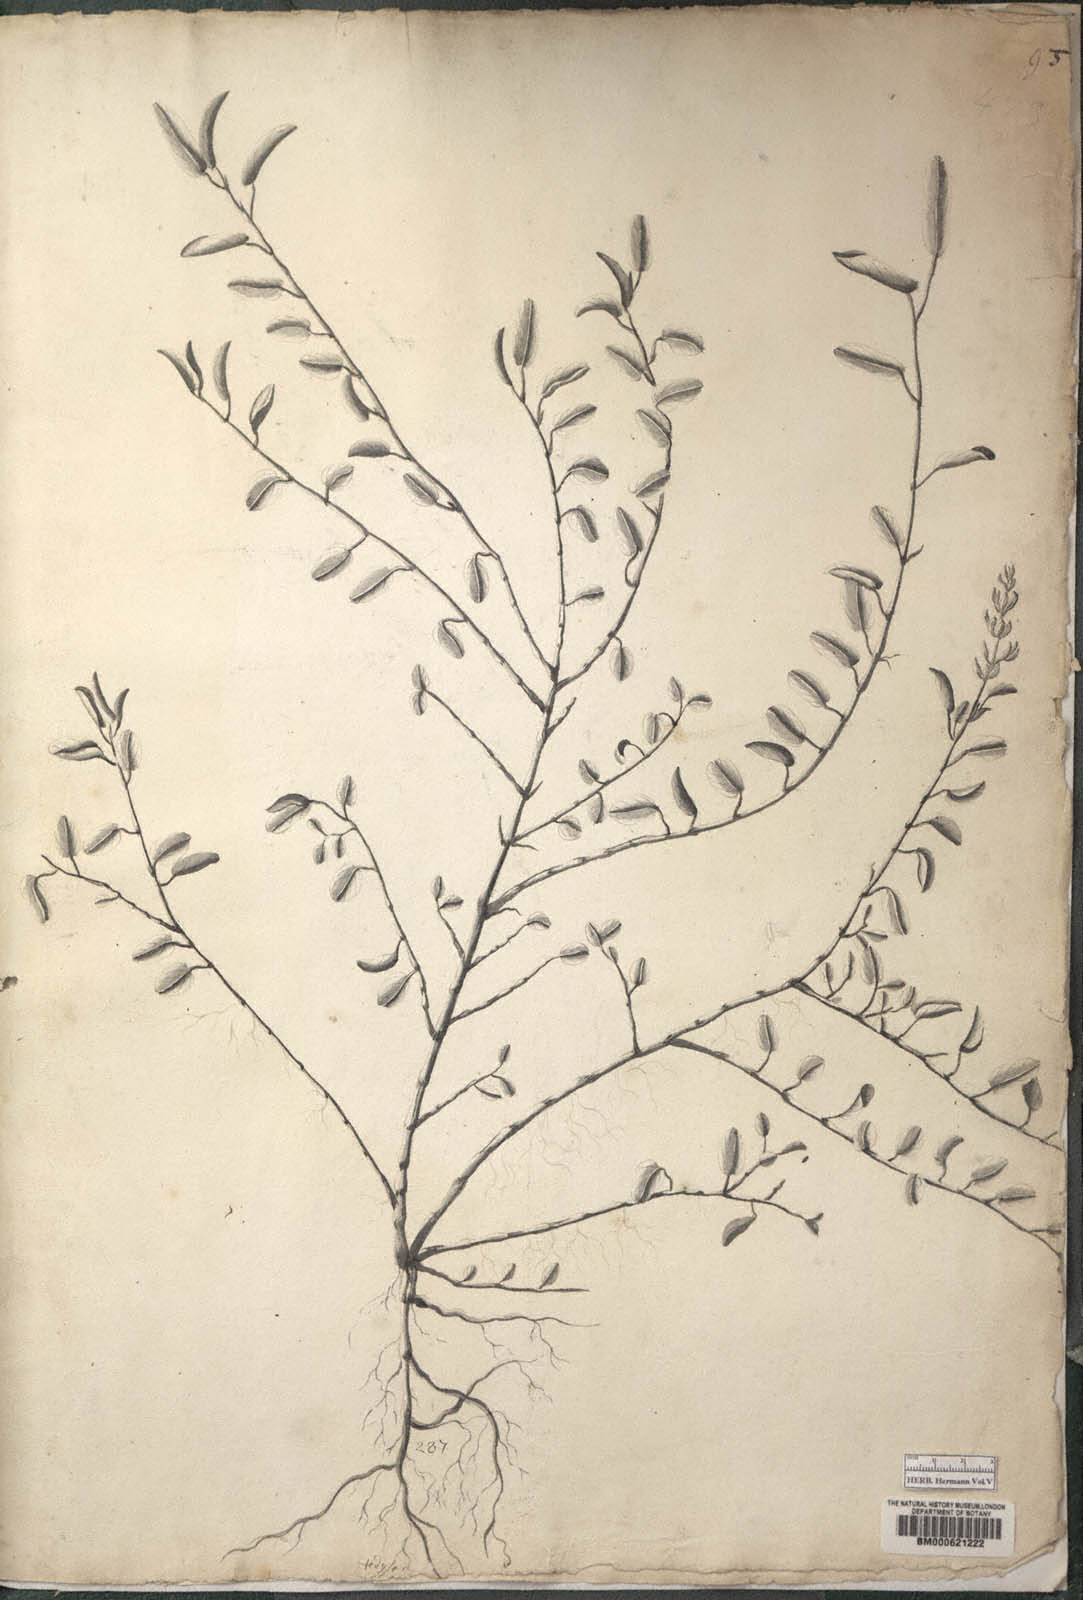 95
287
HERB. Hermann Vol. V
THE NATURAL HISTORY MUSEUM, LONDON
DEPARTMENT OF BOTANY
BM000621222